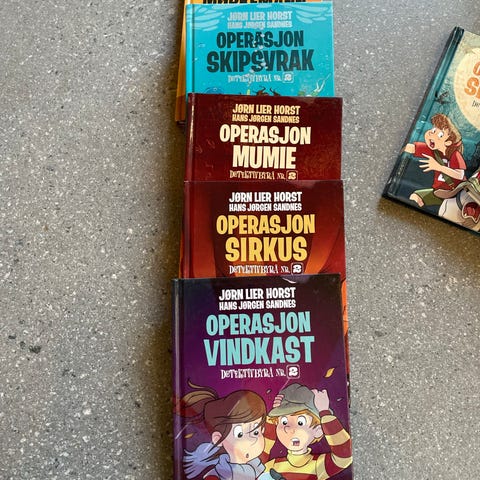 JØRN LIER HORST
HANS JØRGEN SANDNES
OPERASJON
SKIPSVRAK
DETEKTIVBYRÅ NR. 2
JØRN LIER HORST
HANS JØRGEN SANDNES
OPERASJON
MUMIE
DETEKTIVBYRÅ NR. 2
JØRN LIER HORST
HANS JØRGEN SANDNES
OPERASJON
SIRKUS
DETEKTIVBYRÅ NR. 2
JØRN LIER HORST
HANS JØRGEN SANDNES
OPERASJON
VINDKAST
DETEKTIVBYRÅ NR. 2